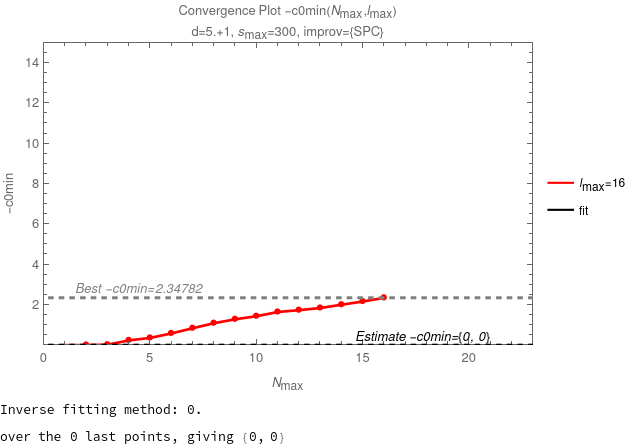 Convergence Plot −c0min(Nmax,lmax)
d=5.+1, smax=300, improv={SPC}
14
12
10
8
6
4
2
−c0min
Best −c0min=2.34782
Estimate −c0min={0, 0}
0
5
10
15
20
Nmax
lmax=16
fit
Inverse fitting method: 0.
over the 0 last points, giving {0, 0}